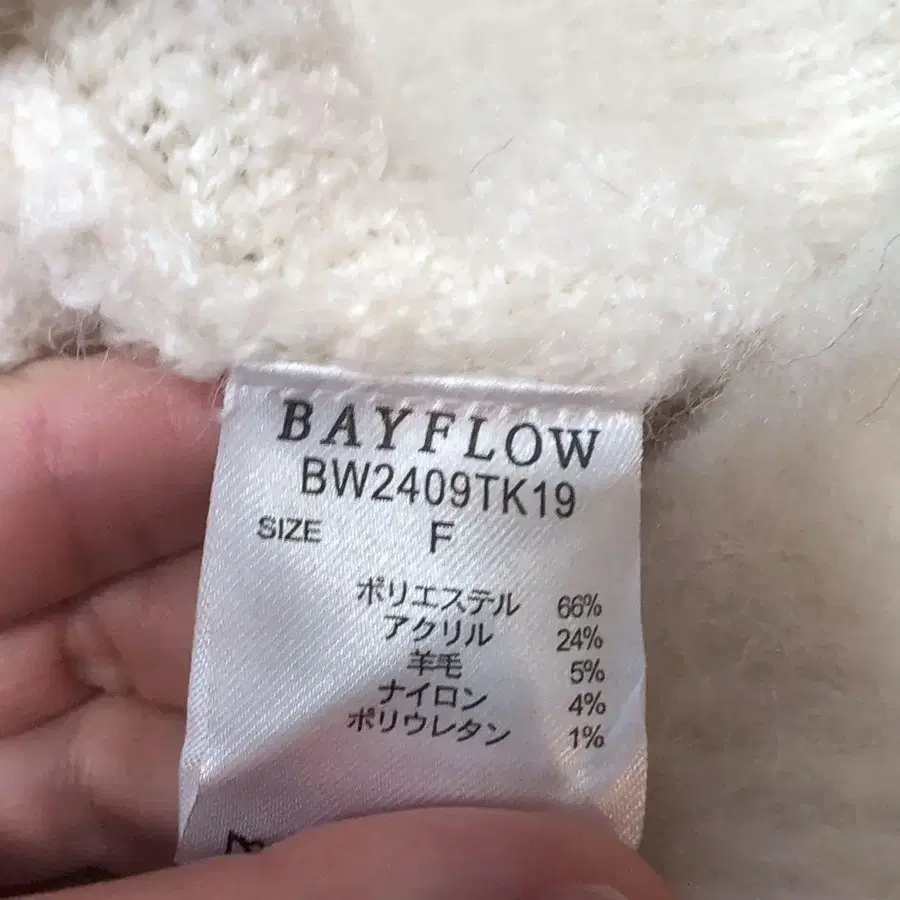 BAYFLOW
BW2409TK19
SIZE F
ポリエステル 66%
アクリル 24%
羊毛 5%
ナイロン 4%
ポリウレタン 1%